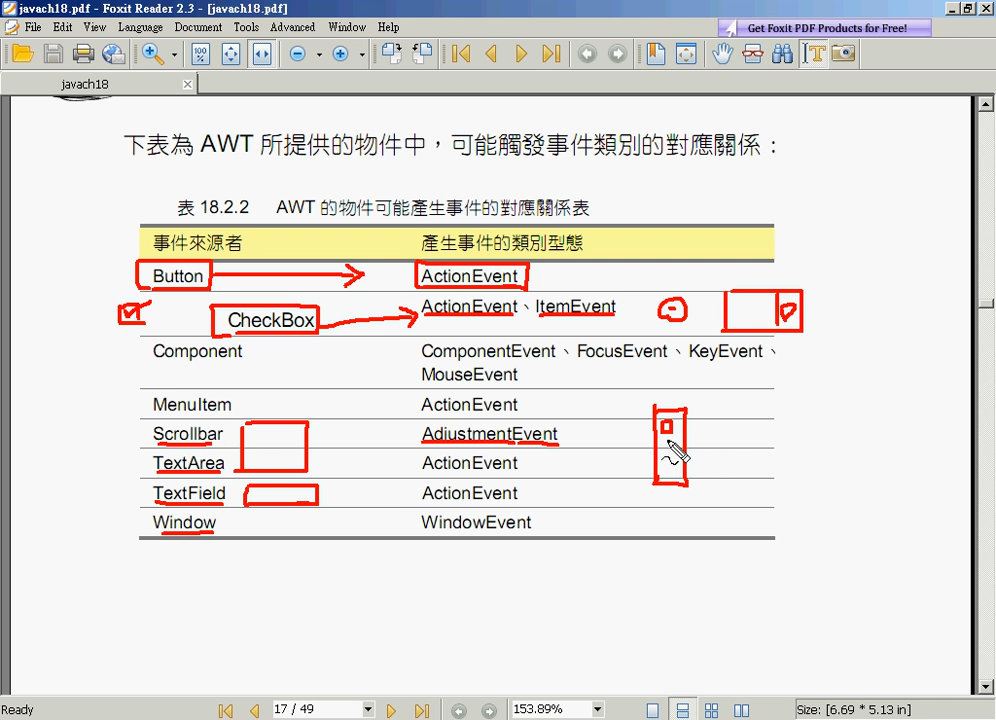 javach18.pdf - Foxit Reader 2.3 - [javach18.pdf]
File Edit View Language Document Tools Advanced Window Help
Get Foxit PDF Products for Free!
javach18
下表為 AWT 所提供的物件中，可能觸發事件類別的對應關係：
表 18.2.2 AWT 的物件可能產生事件的對應關係表
事件來源者 產生事件的類別型態
Button ActionEvent
CheckBox ActionEvent、ItemEvent
Component ComponentEvent、FocusEvent、KeyEvent、
MouseEvent
MenuItem ActionEvent
Scrollbar AdjustmentEvent
TextArea ActionEvent
TextField ActionEvent
Window WindowEvent
Ready 17 / 49 153.89% Size: [6.69 * 5.13 in]